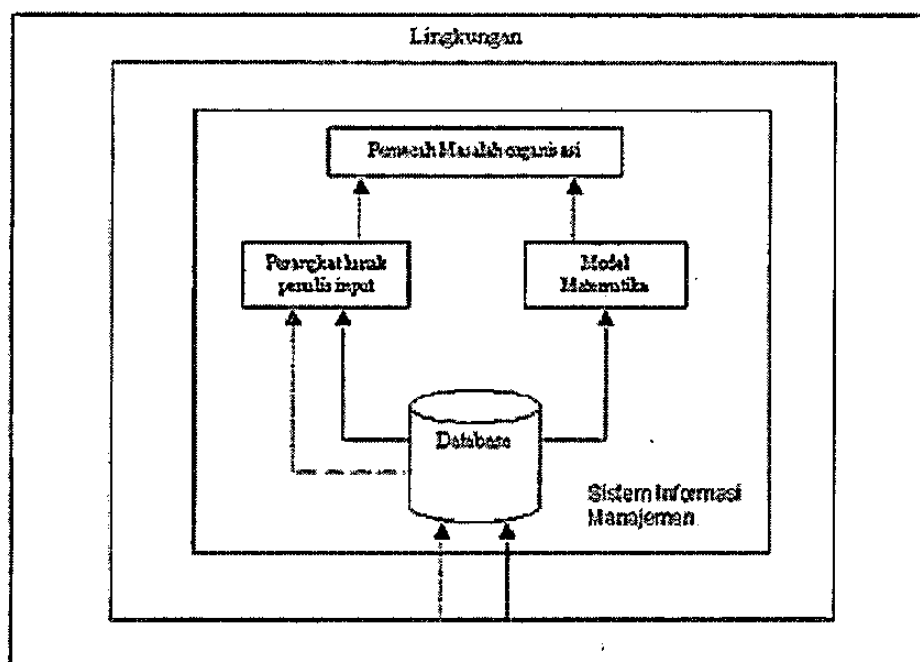 Lingkungan
Pemecah Masalah organisasi
Perangkat lunak
penulis input
Model
Matematika
Database
Sistem Informasi
Manajemen